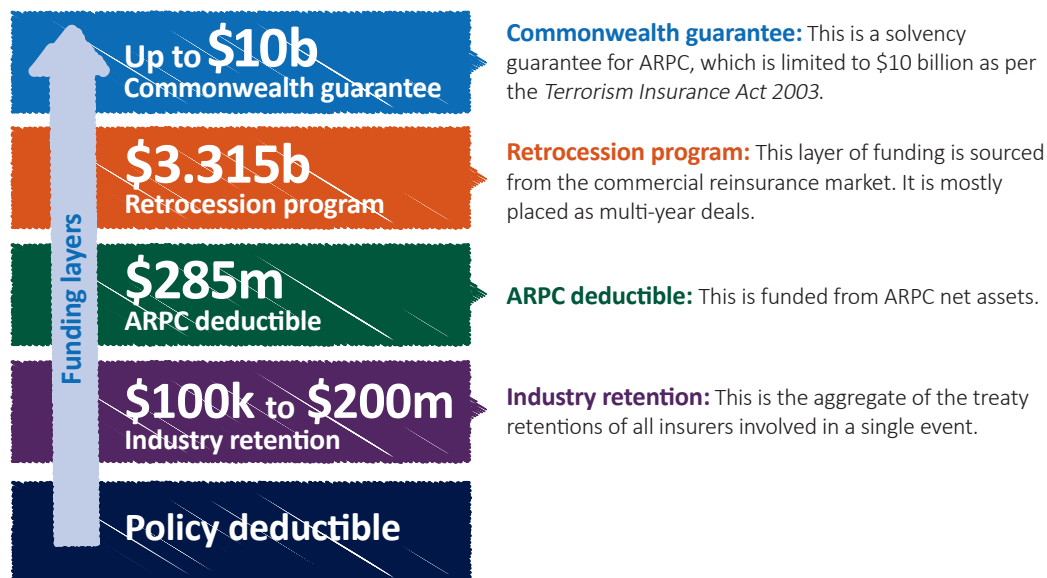 Up to $10b
Commonwealth guarantee
Commonwealth guarantee: This is a solvency
guarantee for ARPC, which is limited to $10 billion as per
the Terrorism Insurance Act 2003.
$3.315b
Retrocession program
Retrocession program: This layer of funding is sourced
from the commercial reinsurance market. It is mostly
placed as multi-year deals.
Funding layers
$285m
ARPC deductible
ARPC deductible: This is funded from ARPC net assets.
$100k to $200m
Industry retention
Industry retention: This is the aggregate of the treaty
retentions of all insurers involved in a single event.
Policy deductible